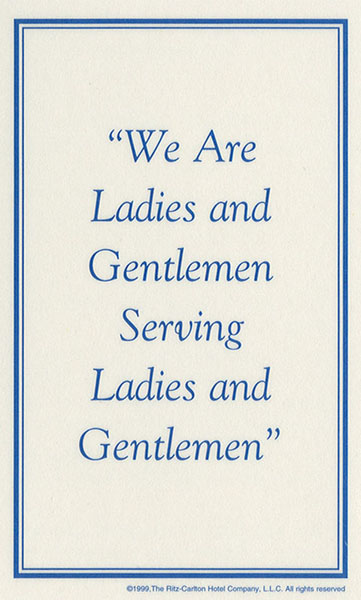 “We Are
Ladies and
Gentlemen
Serving
Ladies and
Gentlemen”
©1999,The Ritz-Carlton Hotel Company, L.L.C. All rights reserved